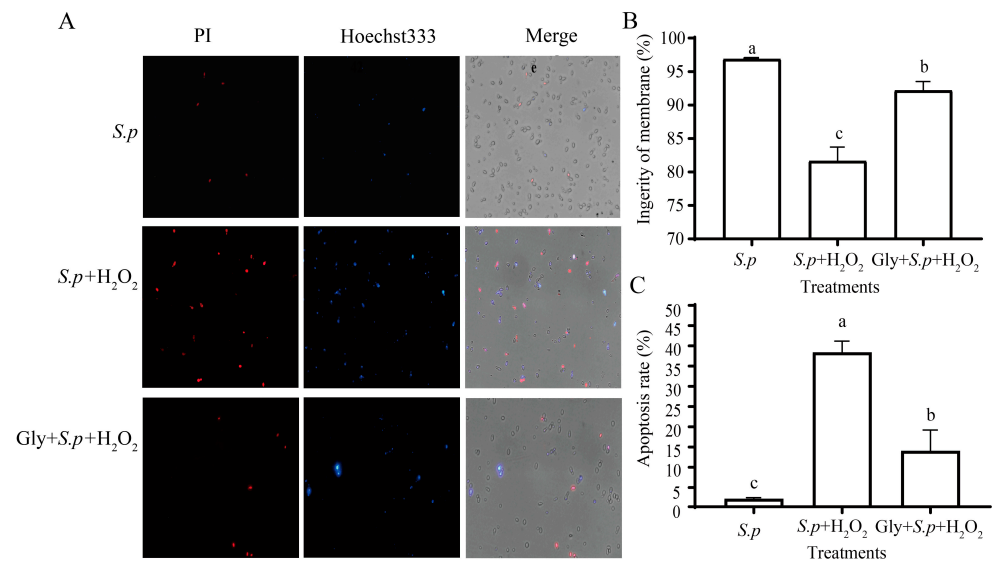 A
PI
Hoechst333
Merge
e
S.p
S.p+H₂O₂
Gly+S.p+H₂O₂
B
Ingerity of membrane (%)
100
95
90
85
80
75
70
a
c
b
S.p
S.p+H₂O₂
Gly+S.p+H₂O₂
Treatments
C
Apoptosis rate (%)
50
45
40
35
30
25
20
15
10
5
0
c
a
b
S.p
S.p+H₂O₂
Gly+S.p+H₂O₂
Treatments